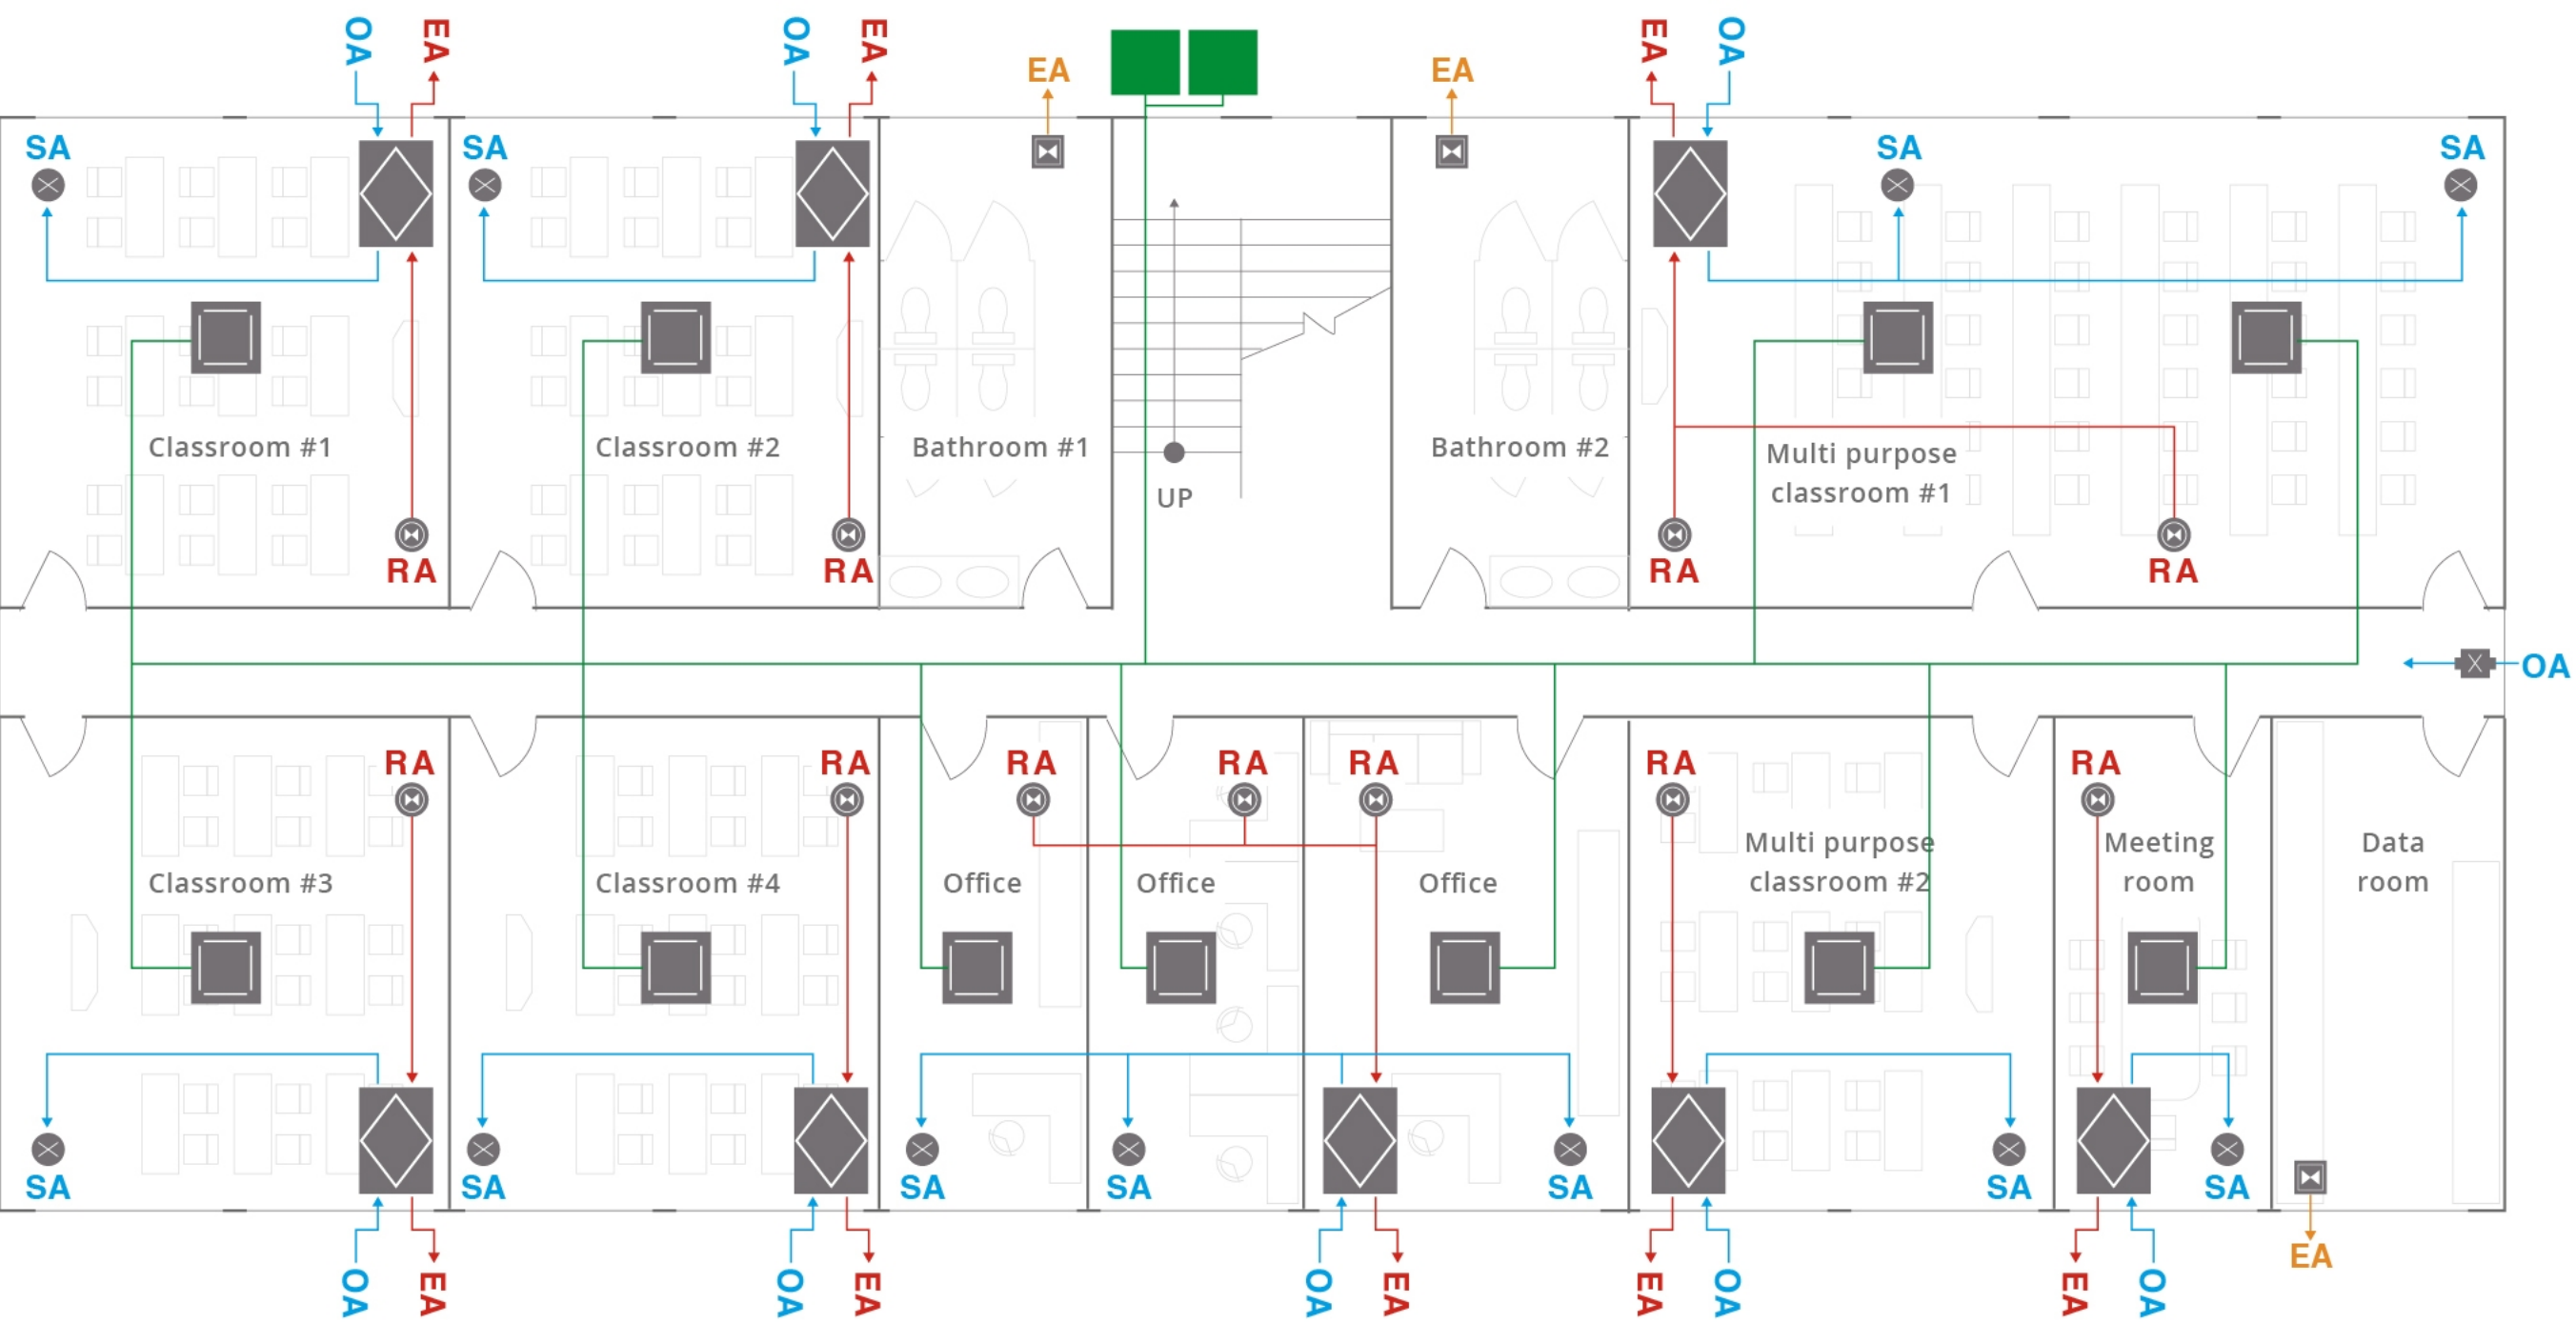 OA
EA
OA
EA
EA
EA
EA
OA
SA
SA
SA
SA
Classroom #1
Classroom #2
Bathroom #1
Bathroom #2
Multi purpose
classroom #1
UP
RA
RA
RA
RA
OA
RA
RA
RA
RA
RA
RA
RA
Classroom #3
Classroom #4
Office
Office
Office
Multi purpose
classroom #2
Meeting
room
Data
room
SA
SA
SA
SA
SA
SA
SA
OA
EA
OA
EA
OA
EA
EA
OA
EA
OA
EA